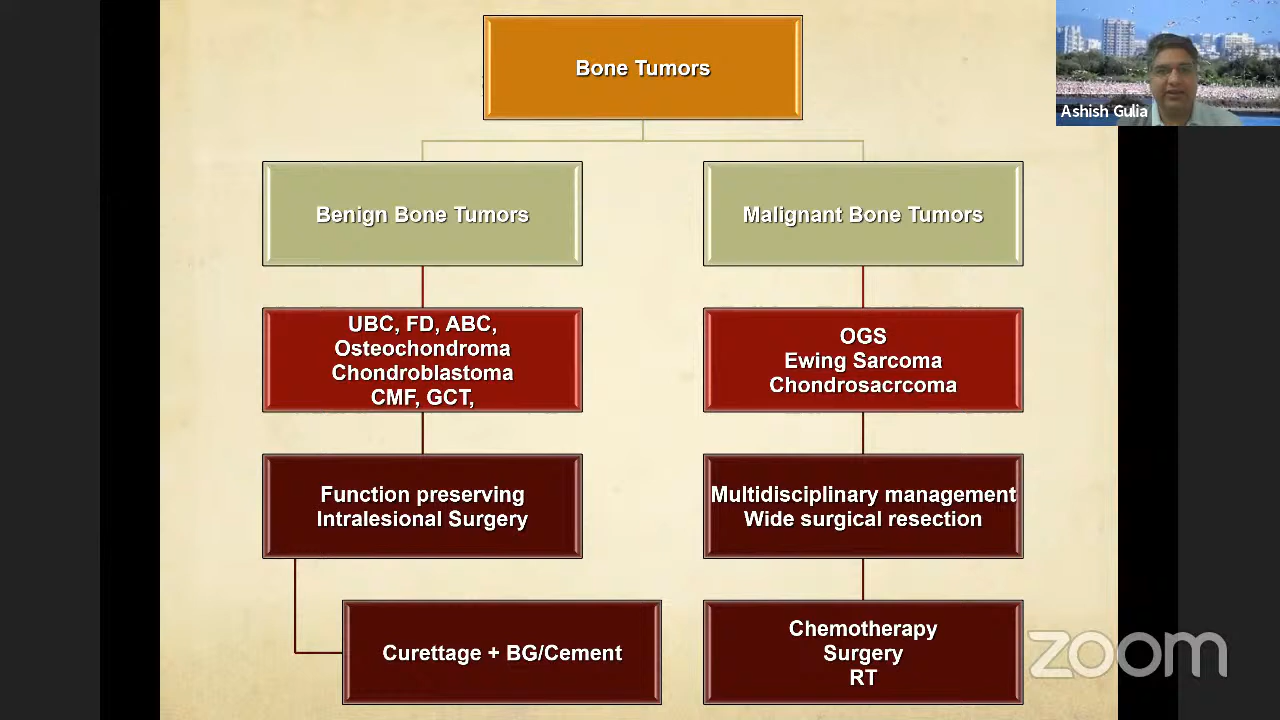 Bone Tumors
Ashish Gulia
Benign Bone Tumors
Malignant Bone Tumors
UBC, FD, ABC,
Osteochondroma
Chondroblastoma
CMF, GCT,
OGS
Ewing Sarcoma
Chondrosacrcoma
Function preserving
Intralesional Surgery
Multidisciplinary management
Wide surgical resection
Curettage + BG/Cement
Chemotherapy
Surgery
RT
zoom